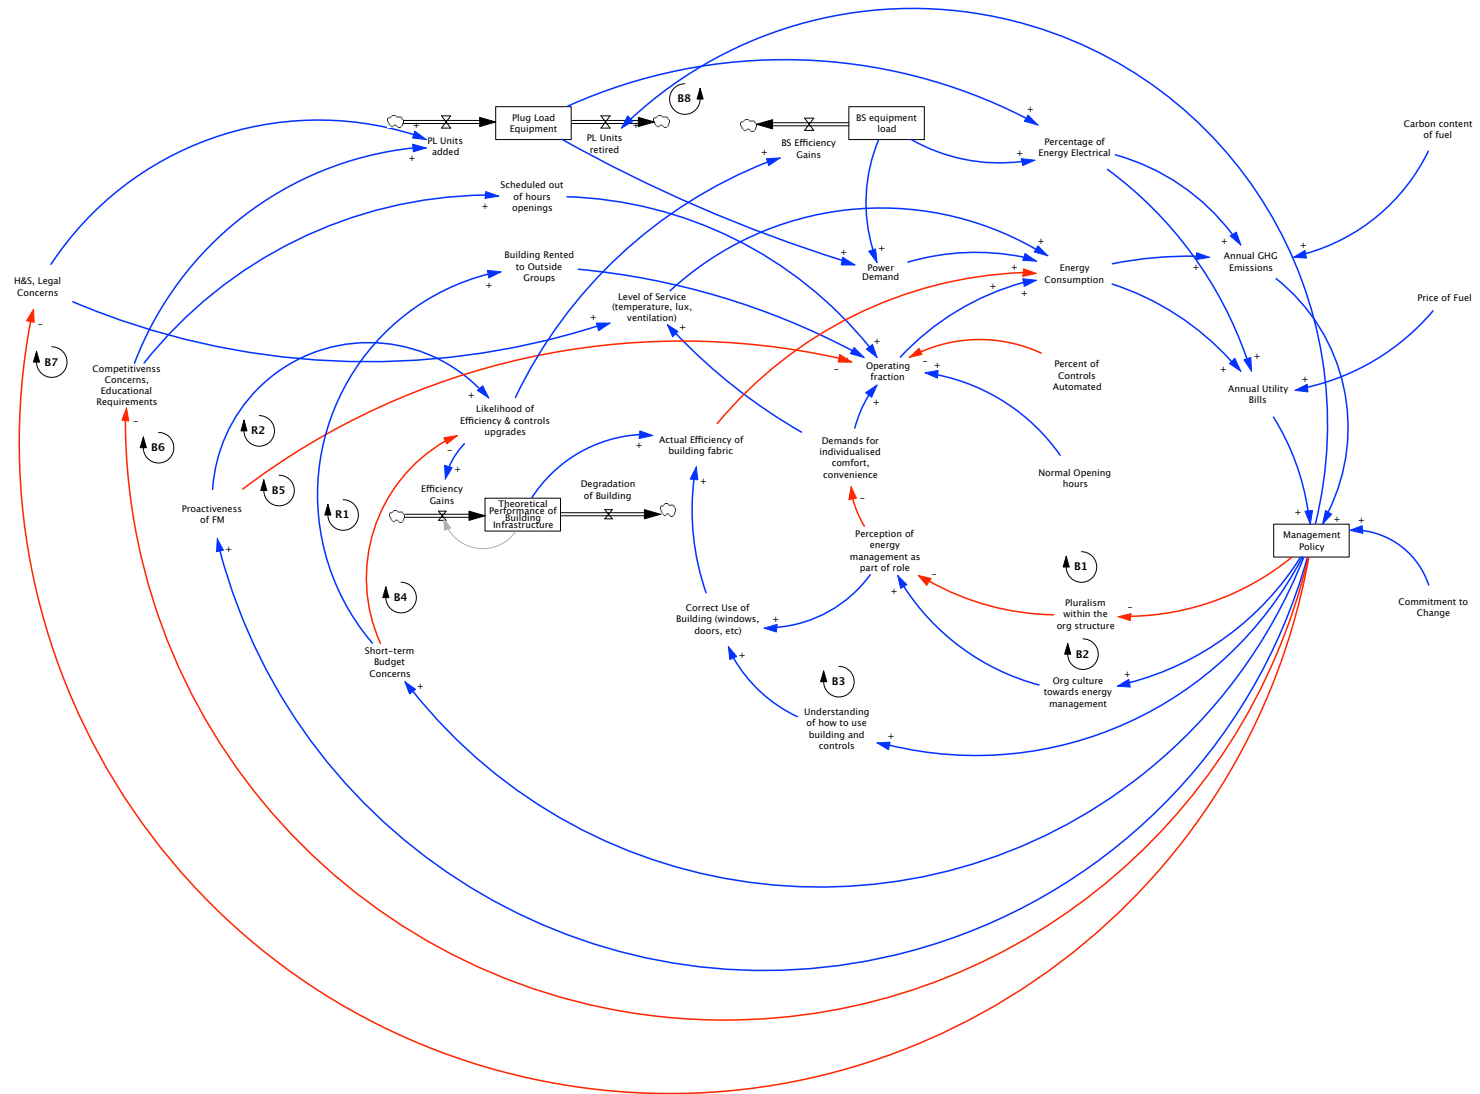 B8
Plug Load
Equipment
PL Units
added
PL Units
retired
BS equipment
load
BS Efficiency
Gains
Percentage of
Energy Electrical
Carbon content
of fuel
Scheduled out
of hours
openings
Building Rented
to Outside
Groups
Power
Demand
Energy
Consumption
Annual GHG
Emissions
H&S, Legal
Concerns
Level of Service
(temperature, lux,
ventilation)
Price of Fuel
B7
Competitivenss
Concerns,
Educational
Requirements
Operating
fraction
Percent of
Controls
Automated
Annual Utility
Bills
R2
B6
Likelihood of
Efficiency & controls
upgrades
Actual Efficiency of
building fabric
Demands for
individualised
comfort,
convenience
Normal Opening
hours
B5
Efficiency
Gains
Degradation
of Building
Proactiveness
of FM
R1
Theoretical
Performance of
Building
Infrastructure
Perception of
energy
management as
part of role
Management
Policy
B1
B4
Correct Use of
Building (windows,
doors, etc)
Pluralism
within the
org structure
Commitment to
Change
Short-term
Budget
Concerns
B2
B3
Org culture
towards energy
management
Understanding
of how to use
building and
controls